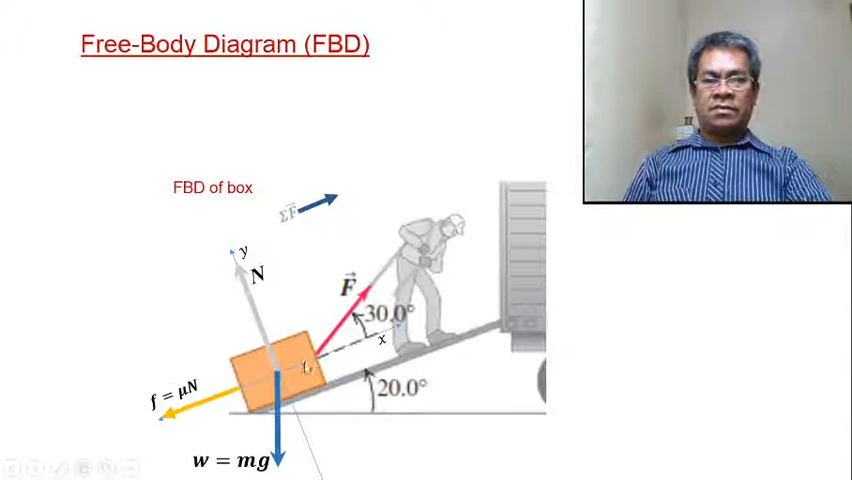 Free-Body Diagram (FBD)
FBD of box
ΣF⃗
y
N
F⃗
30.0°
x
f = μN
20.0°
w = mg